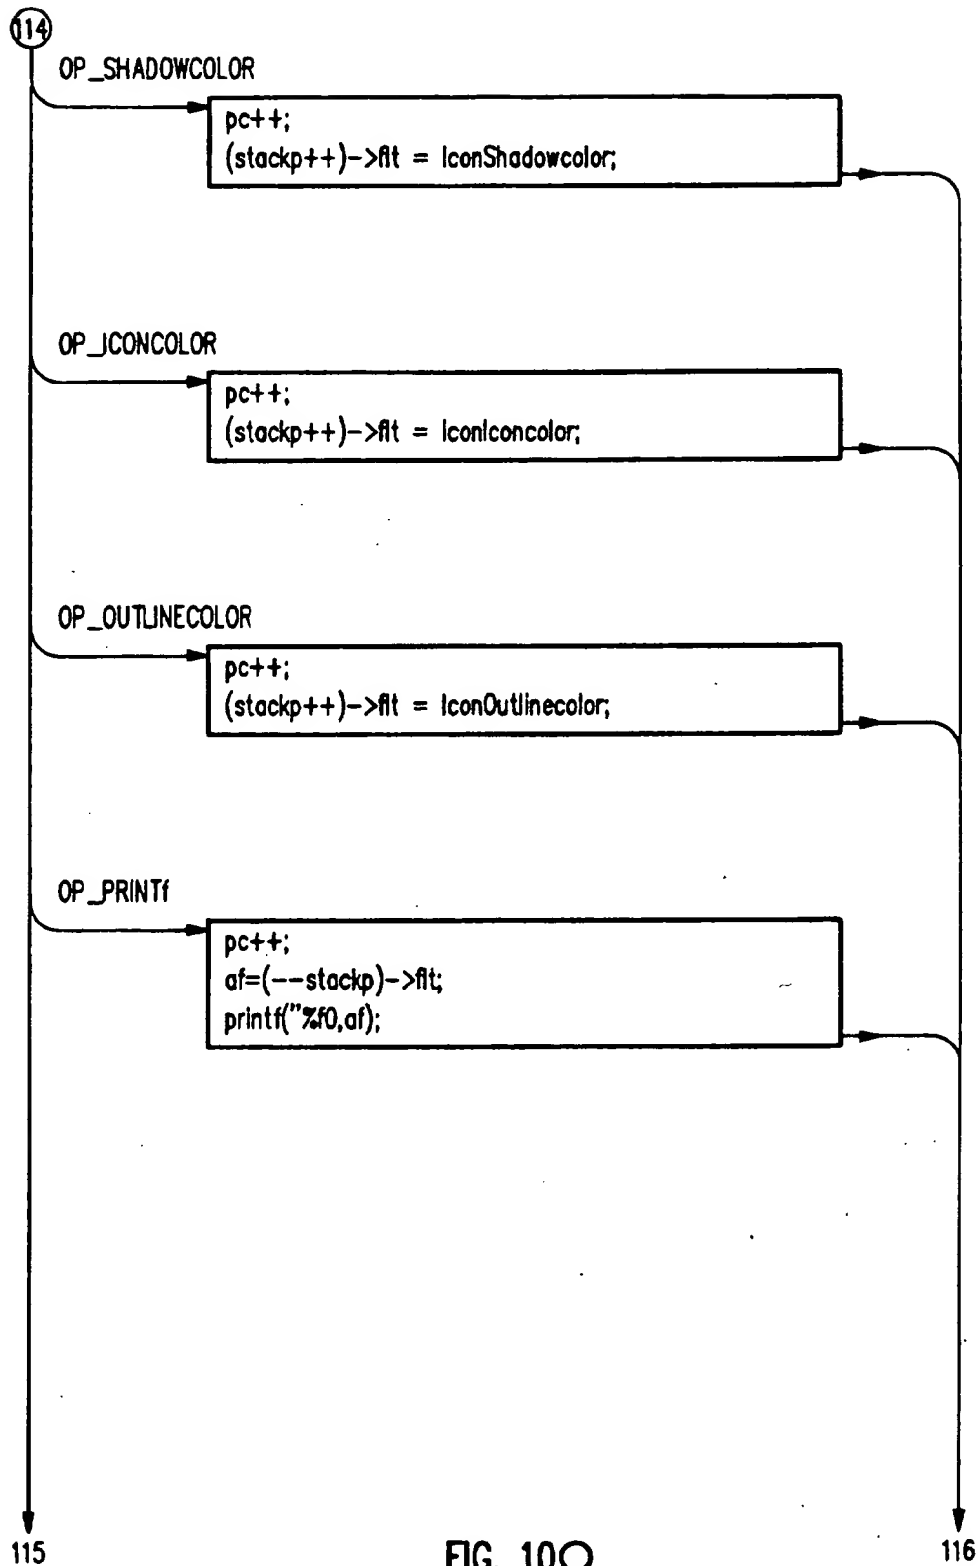 114
OP_SHADOWCOLOR
pc++;
(stackp++)->flt = IconShadowcolor;
OP_ICONCOLOR
pc++;
(stackp++)->flt = IconIconcolor;
OP_OUTLINECOLOR
pc++;
(stackp++)->flt = IconOutlinecolor;
OP_PRINTf
pc++;
af=(--stackp)->flt;
printf("%f0,af);
115
FIG. 10O
116